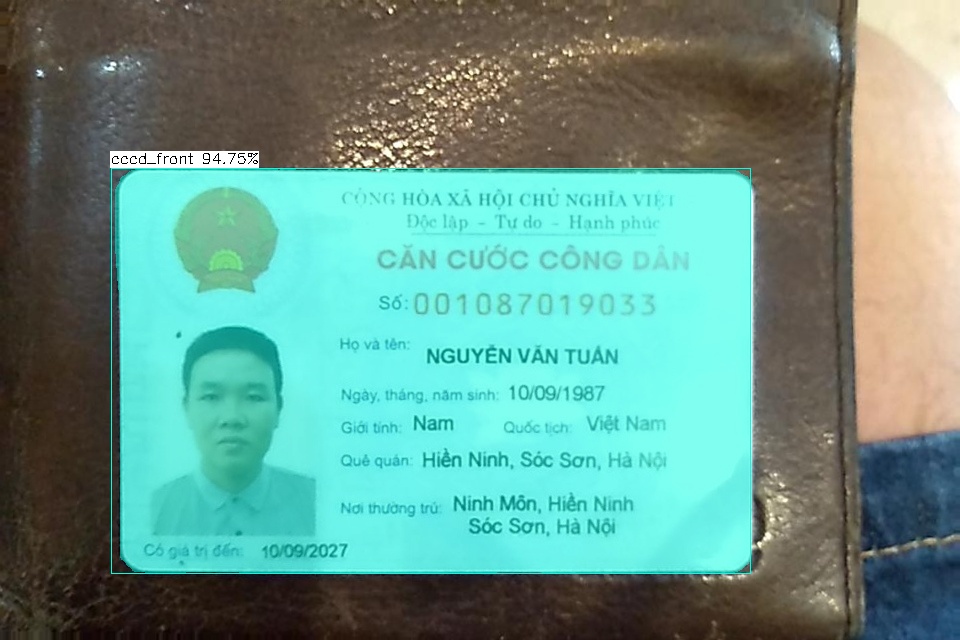 cccd_front 94.75%
CỘNG HÒA XÃ HỘI CHỦ NGHĨA VIỆT
Độc lập - Tự do - Hạnh phúc
CĂN CƯỚC CÔNG DÂN
Số: 001087019033
Họ và tên: NGUYỄN VĂN TUẤN
Ngày, tháng, năm sinh: 10/09/1987
Giới tính: Nam Quốc tịch: Việt Nam
Quê quán: Hiền Ninh, Sóc Sơn, Hà Nội
Nơi thường trú: Ninh Môn, Hiền Ninh
Sóc Sơn, Hà Nội
Có giá trị đến: 10/09/2027